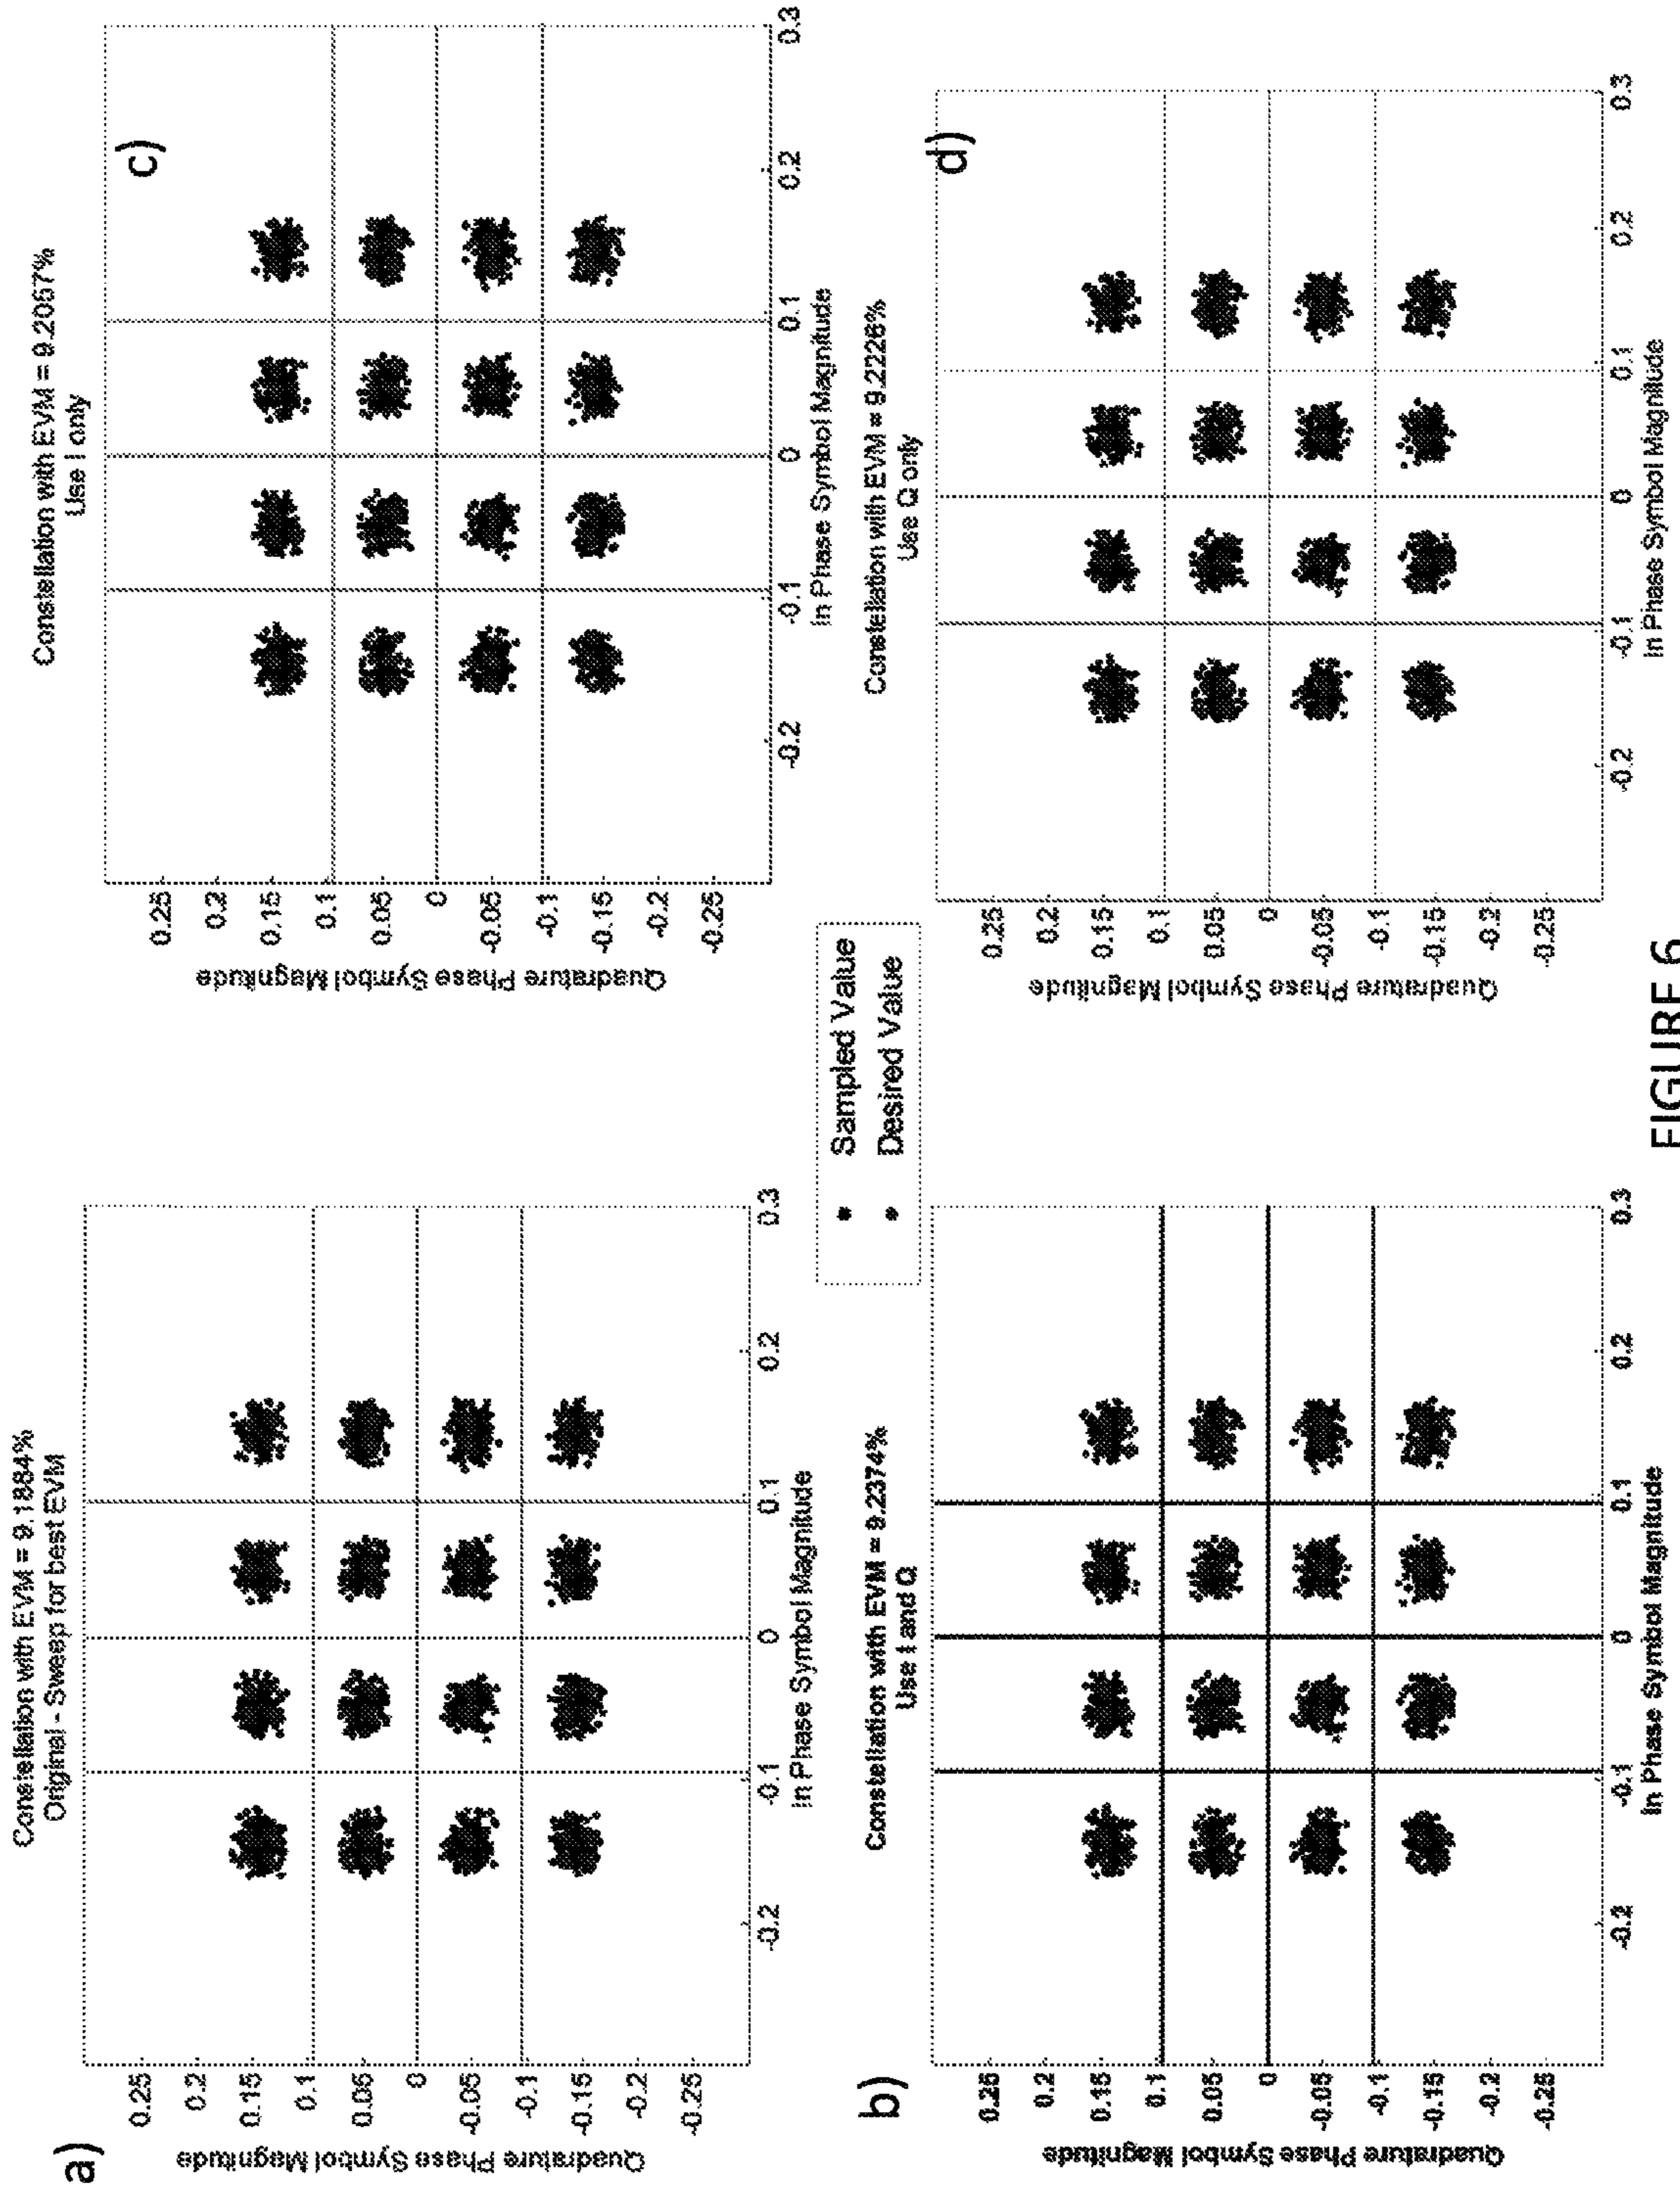 a)
Constellation with EVM = 9.1884%
Original - Sweep for best EVM
Quadrature Phase Symbol Magnitude
0.25
0.2
0.15
0.1
0.05
0
-0.05
-0.1
-0.15
-0.2
-0.25
-0.2 -0.1 0 0.1 0.2 0.3
In Phase Symbol Magnitude
c)
Constellation with EVM = 9.2067%
Use I only
Quadrature Phase Symbol Magnitude
0.25
0.2
0.15
0.1
0.05
0
-0.05
-0.1
-0.15
-0.2
-0.25
-0.2 -0.1 0 0.1 0.2 0.3
In Phase Symbol Magnitude
Sampled Value
Desired Value
b)
Constellation with EVM = 9.2374%
Use I and Q
Quadrature Phase Symbol Magnitude
0.25
0.2
0.15
0.1
0.05
0
-0.05
-0.1
-0.15
-0.2
-0.25
-0.2 -0.1 0 0.1 0.2 0.3
In Phase Symbol Magnitude
d)
Constellation with EVM = 9.2226%
Use Q only
Quadrature Phase Symbol Magnitude
0.25
0.2
0.15
0.1
0.05
0
-0.05
-0.1
-0.15
-0.2
-0.25
-0.2 -0.1 0 0.1 0.2 0.3
In Phase Symbol Magnitude
FIGURE 6